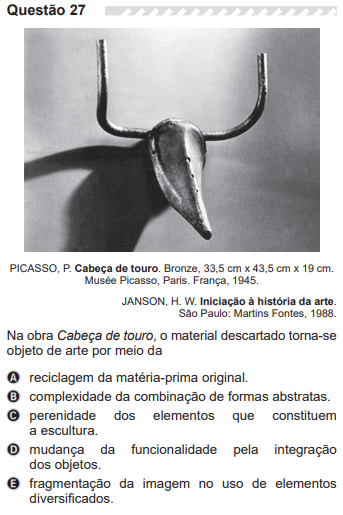 Questão 27
PICASSO, P. Cabeça de touro. Bronze, 33,5 cm x 43,5 cm x 19 cm.
Musée Picasso, Paris. França, 1945.
JANSON, H. W. Iniciação à história da arte.
São Paulo: Martins Fontes, 1988.
Na obra Cabeça de touro, o material descartado torna-se
objeto de arte por meio da
A reciclagem da matéria-prima original.
B complexidade da combinação de formas abstratas.
C perenidade dos elementos que constituem
a escultura.
D mudança da funcionalidade pela integração
dos objetos.
E fragmentação da imagem no uso de elementos
diversificados.